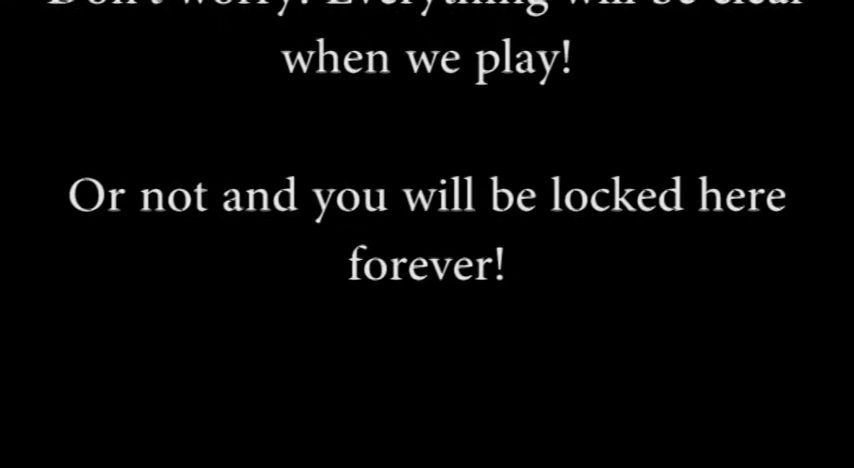 Don't worry! Everything will be clear
when we play!
Or not and you will be locked here
forever!